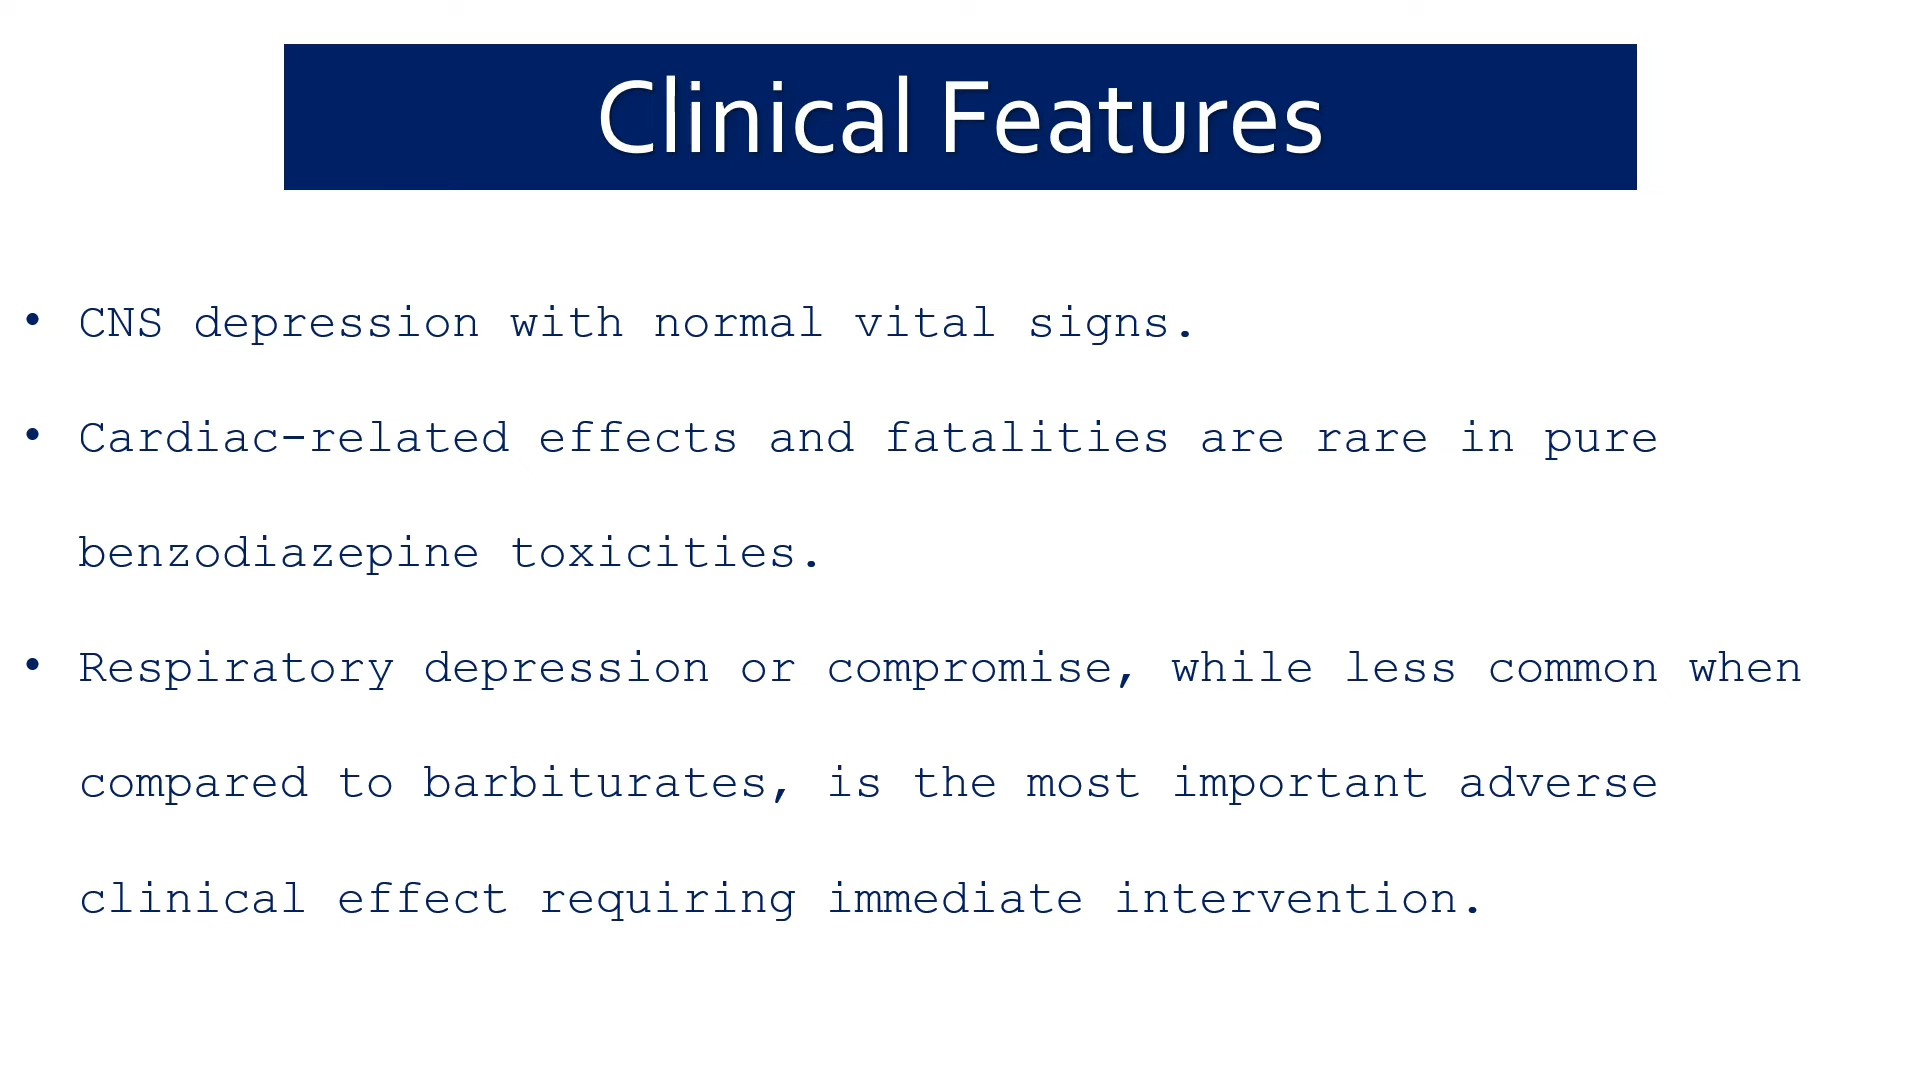 Clinical Features
• CNS depression with normal vital signs.
• Cardiac-related effects and fatalities are rare in pure
benzodiazepine toxicities.
• Respiratory depression or compromise, while less common when
compared to barbiturates, is the most important adverse
clinical effect requiring immediate intervention.